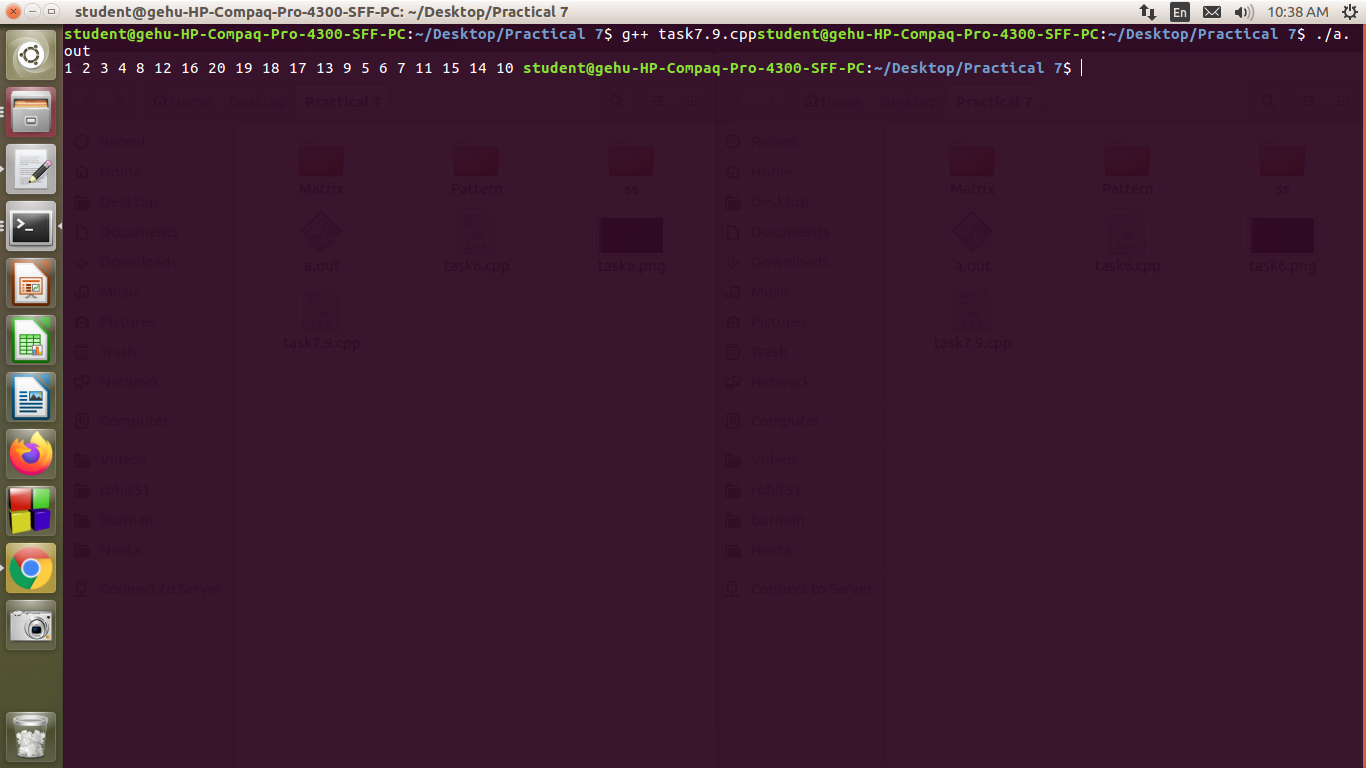 student@gehu-HP-Compaq-Pro-4300-SFF-PC: ~/Desktop/Practical 7
En
10:38 AM
student@gehu-HP-Compaq-Pro-4300-SFF-PC:~/Desktop/Practical 7$ g++ task7.9.cppstudent@gehu-HP-Compaq-Pro-4300-SFF-PC:~/Desktop/Practical 7$ ./a.
out
1 2 3 4 8 12 16 20 19 18 17 13 9 5 6 7 11 15 14 10 student@gehu-HP-Compaq-Pro-4300-SFF-PC:~/Desktop/Practical 7$
Home Desktop Practical 7 Home Desktop Practical 7
Recent Recent
Home Home
Matrix Pattern ss Matrix Pattern ss
Desktop Desktop
Documents Documents
Downloads Downloads
a.out task6.cpp task6.png a.out task6.cpp task6.png
Music Music
Pictures Pictures
task7.9.cpp task7.9.cpp
Trash Trash
Network Network
Computer Computer
Videos Videos
rohit51 rohit51
burman burman
Neeta Neeta
Connect to Server Connect to Server